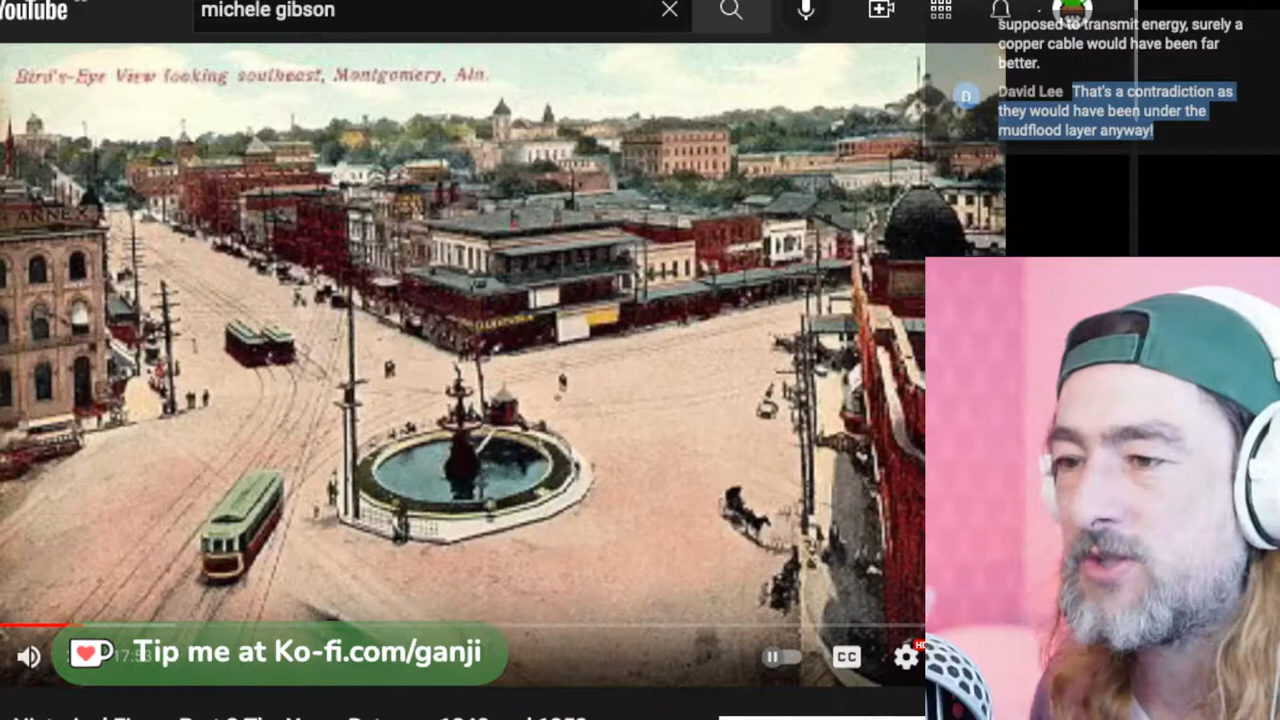 YouTube
michele gibson
supposed to transmit energy, surely a
copper cable would have been far
better.
D
David Lee That's a contradiction as
they would have been under the
mudflood layer anyway!
Bird's-Eye View looking southeast, Montgomery, Ala.
ANNEX
Tip me at Ko-fi.com/ganji
CC
HD